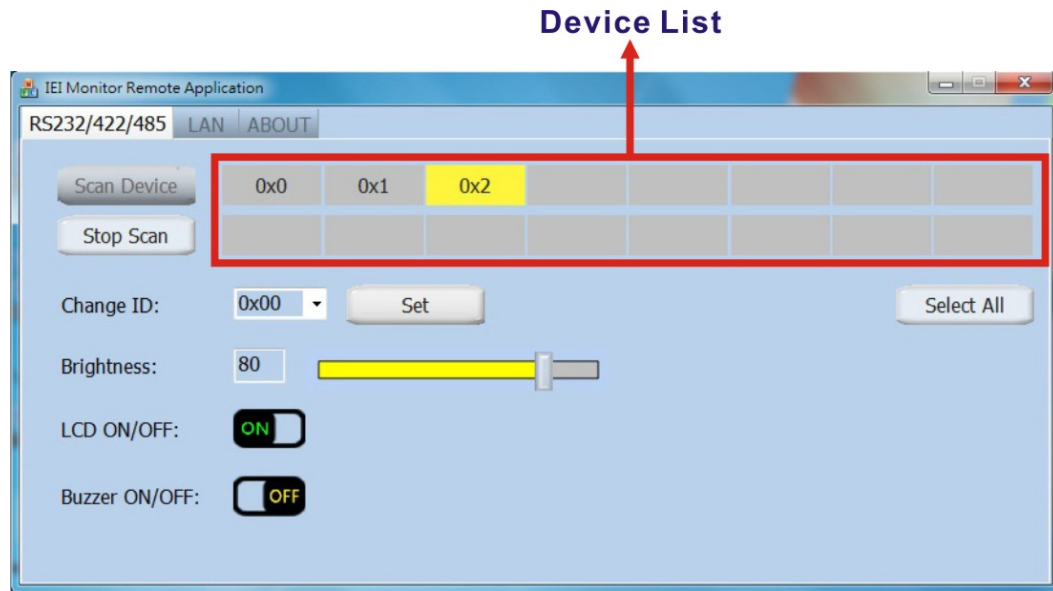 Device List
IEI Monitor Remote Application
RS232/422/485 LAN ABOUT
Scan Device 0x0 0x1 0x2
Stop Scan
Change ID: 0x00 Set Select All
Brightness: 80
LCD ON/OFF: ON
Buzzer ON/OFF: OFF